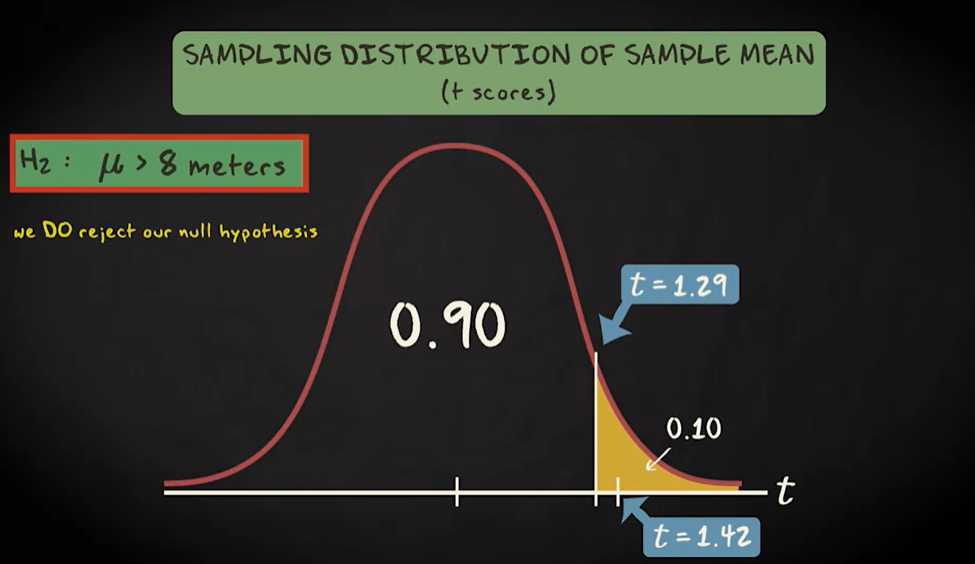 SAMPLING DISTRIBUTION OF SAMPLE MEAN
(t scores)
H₂ : μ > 8 meters
we DO reject our null hypothesis
t = 1.29
0.90
0.10
t
t = 1.42